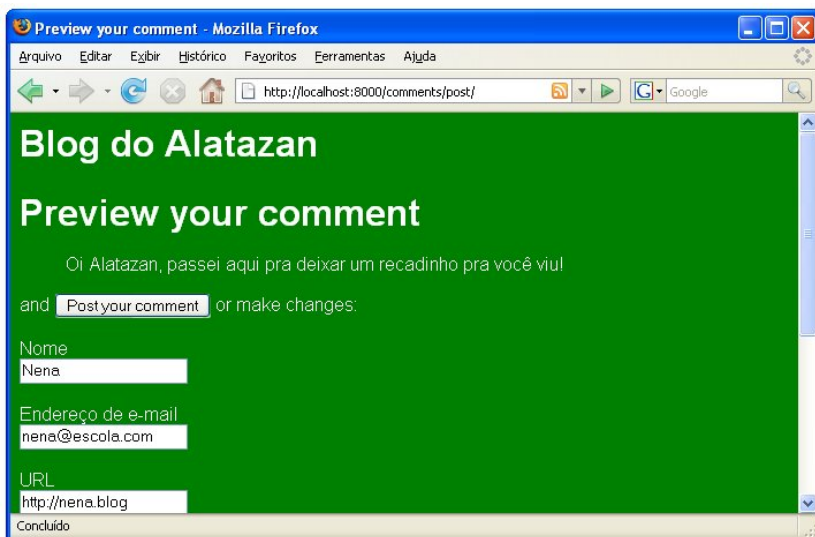 Preview your comment - Mozilla Firefox
Arquivo Editar Exibir Histórico Favoritos Ferramentas Ajuda
http://localhost:8000/comments/post/ G Google
Blog do Alatazan
Preview your comment
Oi Alatazan, passei aqui pra deixar um recadinho pra você viu!
and Post your comment or make changes:
Nome
Nena
Endereço de e-mail
nena@escola.com
URL
http://nena.blog
Concluído